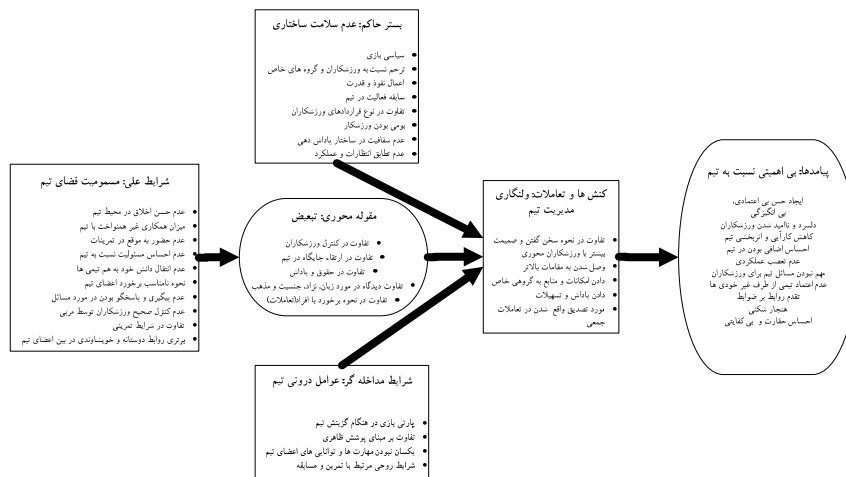 بستر حاکم: عدم سلامت ساختاری
سیاسی بازی
ترحم نسبت به ورزشکاران و گروه های خاص
اعمال نفوذ و قدرت
سابقه فعالیت در تیم
تفاوت در نوع قراردادهای ورزشکاران
بومی بودن ورزشکار
عدم شفافیت در ساختار پاداش دهی
عدم تطابق انتظارات و عملکرد
شرایط علی: مسمومیت فضای تیم
عدم حسن اخلاق در محیط تیم
میزان همکاری غیر همنواخت با تیم
عدم حضور به موقع در تمرینات
عدم احساس مسئولیت نسبت به تیم
عدم انتقال دانش خود به هم تیمی ها
نحوه نامناسب برخورد اعضای تیم
عدم پیگیری و پاسخگو بودن در مورد مسائل
عدم کنترل صحیح ورزشکاران توسط مربی
تفاوت در شرایط تمرینی
برتری روابط دوستانه و خویشاوندی در بین اعضای تیم
مقوله محوری: تبعیض
تفاوت در کنترل ورزشکاران
تفاوت در ارتقاء جایگاه در تیم
تفاوت در حقوق و پاداش
تفاوت دیدگاه در مورد زبان، نژاد، جنسیت و مذهب
تفاوت در نحوه برخورد با افراد(تعاملات)
شرایط مداخله گر: عوامل درونی تیم
پارتی بازی در هنگام گزینش تیم
تفاوت بر مبنای پوشش ظاهری
یکسان نبودن مهارت ها و توانایی های اعضای تیم
شرایط روحی مرتبط با تمرین و مسابقه
کنش ها و تعاملات: ولنگاری
مدیریت تیم
تفاوت در نحوه سخن گفتن و صمیمت
بیشتر با ورزشکاران محوری
وصل شدن به مقامات بالاتر
دادن امکانات و منابع به گروهی خاص
دادن پاداش و تسهیلات
مورد تصدیق واقع شدن در تعاملات
جمعی
پیامدها: بی اهمیتی نسبت به تیم
ایجاد حس بی اعتمادی،
بی انگیزگی
دلسرد و ناامید شدن ورزشکاران
کاهش کارآیی و اثربخشی تیم
احساس اضافی بودن در تیم
عدم تعصب عملکردی
مهم نبودن مسائل تیم برای ورزشکاران
عدم اعتماد تیمی از طرف غیر خودی ها
تقدم روابط بر ضوابط
هنجار شکنی
احساس حقارت و بی کفایتی